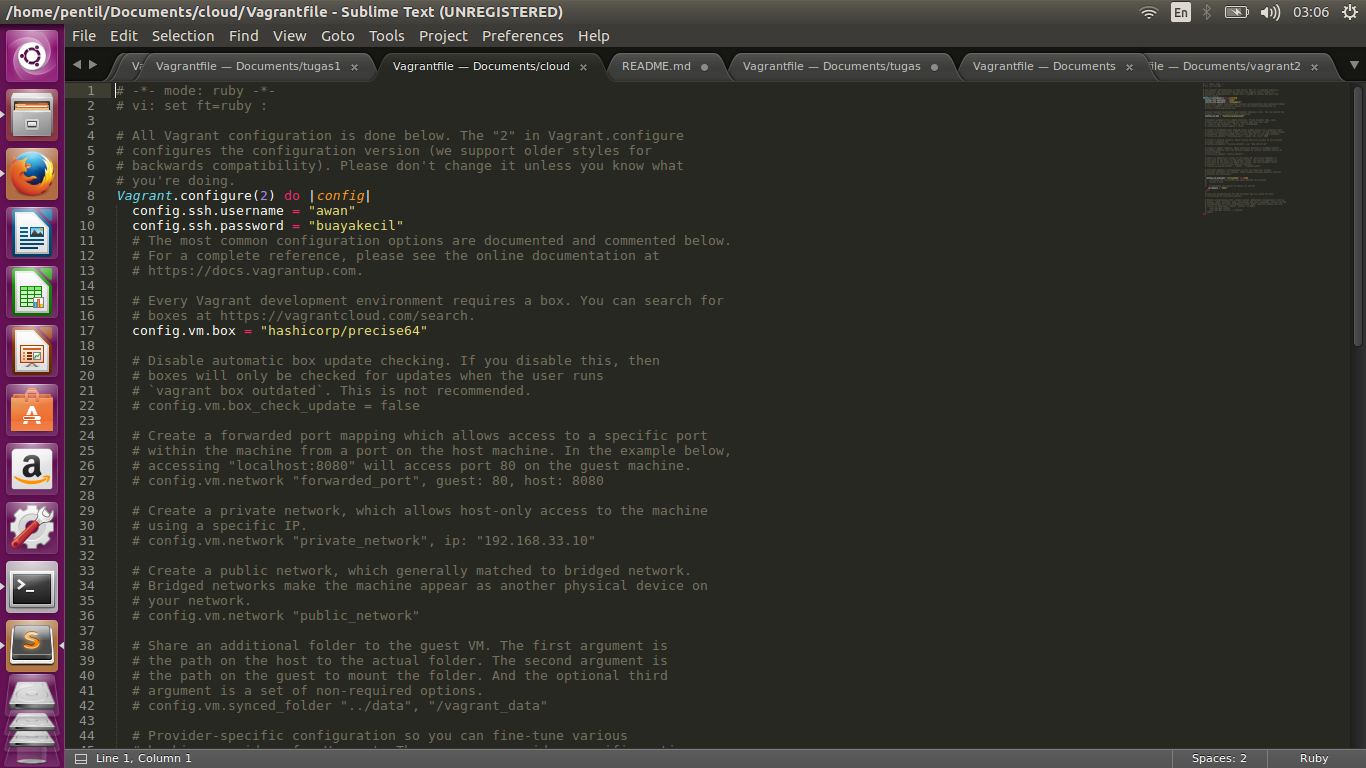 /home/pentil/Documents/cloud/Vagrantfile - Sublime Text (UNREGISTERED)
En
03:06
File Edit Selection Find View Goto Tools Project Preferences Help
Vagrantfile — Documents/tugas1 × Vagrantfile — Documents/cloud × README.md Vagrantfile — Documents/tugas Vagrantfile — Documents × ile — Documents/vagrant2 ×
1 # -*- mode: ruby -*-
2 # vi: set ft=ruby :
3
4 # All Vagrant configuration is done below. The "2" in Vagrant.configure
5 # configures the configuration version (we support older styles for
6 # backwards compatibility). Please don't change it unless you know what
7 # you're doing.
8 Vagrant.configure(2) do |config|
9   config.ssh.username = "awan"
10   config.ssh.password = "buayakecil"
11   # The most common configuration options are documented and commented below.
12   # For a complete reference, please see the online documentation at
13   # https://docs.vagrantup.com.
14
15   # Every Vagrant development environment requires a box. You can search for
16   # boxes at https://vagrantcloud.com/search.
17   config.vm.box = "hashicorp/precise64"
18
19   # Disable automatic box update checking. If you disable this, then
20   # boxes will only be checked for updates when the user runs
21   # `vagrant box outdated`. This is not recommended.
22   # config.vm.box_check_update = false
23
24   # Create a forwarded port mapping which allows access to a specific port
25   # within the machine from a port on the host machine. In the example below,
26   # accessing "localhost:8080" will access port 80 on the guest machine.
27   # config.vm.network "forwarded_port", guest: 80, host: 8080
28
29   # Create a private network, which allows host-only access to the machine
30   # using a specific IP.
31   # config.vm.network "private_network", ip: "192.168.33.10"
32
33   # Create a public network, which generally matched to bridged network.
34   # Bridged networks make the machine appear as another physical device on
35   # your network.
36   # config.vm.network "public_network"
37
38   # Share an additional folder to the guest VM. The first argument is
39   # the path on the host to the actual folder. The second argument is
40   # the path on the guest to mount the folder. And the optional third
41   # argument is a set of non-required options.
42   # config.vm.synced_folder "../data", "/vagrant_data"
43
44   # Provider-specific configuration so you can fine-tune various
Line 1, Column 1
Spaces: 2
Ruby